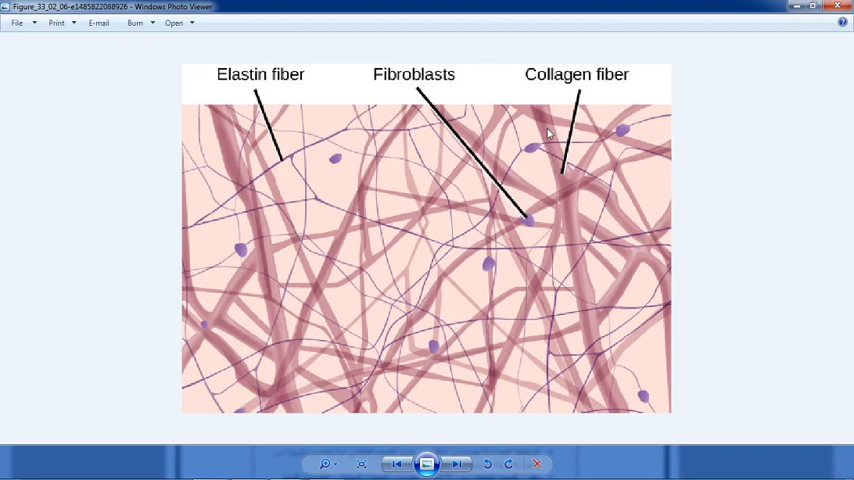 Figure_33_02_06-e1485822088926 - Windows Photo Viewer
File Print E-mail Burn Open
Elastin fiber Fibroblasts Collagen fiber